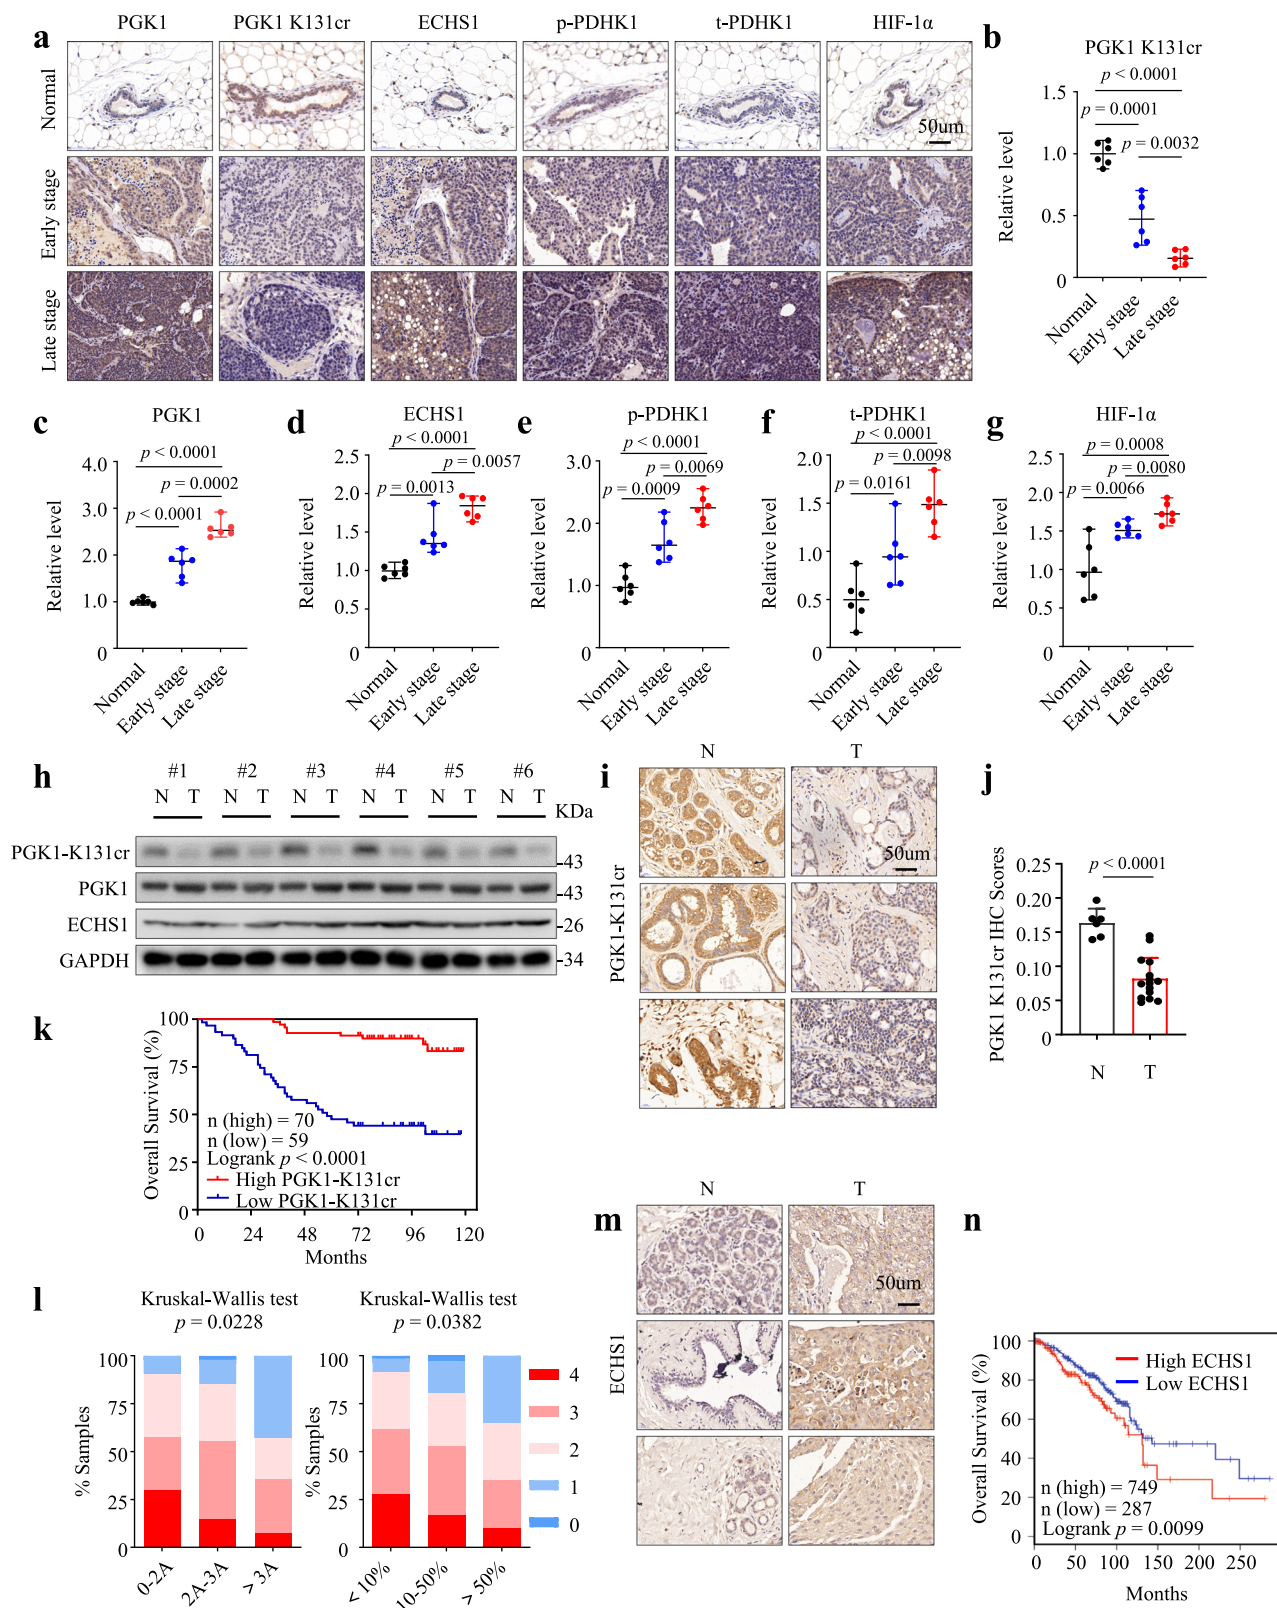 a
PGK1 PGK1 K131cr ECHS1 p-PDHK1 t-PDHK1 HIF-1α
Normal
Early stage
Late stage
50um
b
PGK1 K131cr
p < 0.0001
p = 0.0001
p = 0.0032
Relative level
1.5
1.0
0.5
0
Normal
Early stage
Late stage
c
PGK1
p < 0.0001
p = 0.0002
p < 0.0001
Relative level
4.0
3.0
2.0
1.0
0
Normal
Early stage
Late stage
d
ECHS1
p < 0.0001
p = 0.0057
p = 0.0013
Relative level
2.5
2.0
1.5
1.0
0.5
0
Normal
Early stage
Late stage
e
p-PDHK1
p < 0.0001
p = 0.0069
p = 0.0009
Relative level
3.0
2.0
1.0
0
Normal
Early stage
Late stage
f
t-PDHK1
p < 0.0001
p = 0.0098
p = 0.0161
Relative level
2.0
1.5
1.0
0.5
0
Normal
Early stage
Late stage
g
HIF-1α
p = 0.0008
p = 0.0080
p = 0.0066
Relative level
2.5
2.0
1.5
1.0
0.5
0
Normal
Early stage
Late stage
h
#1 #2 #3 #4 #5 #6
N T N T N T N T N T N T
KDa
PGK1-K131cr -43
PGK1 -43
ECHS1 -26
GAPDH -34
i
N T
PGK1-K131cr
50um
j
p < 0.0001
PGK1 K131cr IHC Scores
0.25
0.20
0.15
0.10
0.05
0
N T
k
Overall Survival (%)
100
75
50
25
0
n (high) = 70
n (low) = 59
Logrank p < 0.0001
High PGK1-K131cr
Low PGK1-K131cr
0 24 48 72 96 120
Months
l
Kruskal-Wallis test
p = 0.0228
% Samples
100
75
50
25
0
0-2A
2A-3A
> 3A
Kruskal-Wallis test
p = 0.0382
% Samples
100
75
50
25
0
< 10%
10-50%
> 50%
4
3
2
1
0
m
N T
ECHS1
50um
n
Overall Survival (%)
100
80
60
40
20
0
High ECHS1
Low ECHS1
n (high) = 749
n (low) = 287
Logrank p = 0.0099
0 50 100 150 200 250
Months